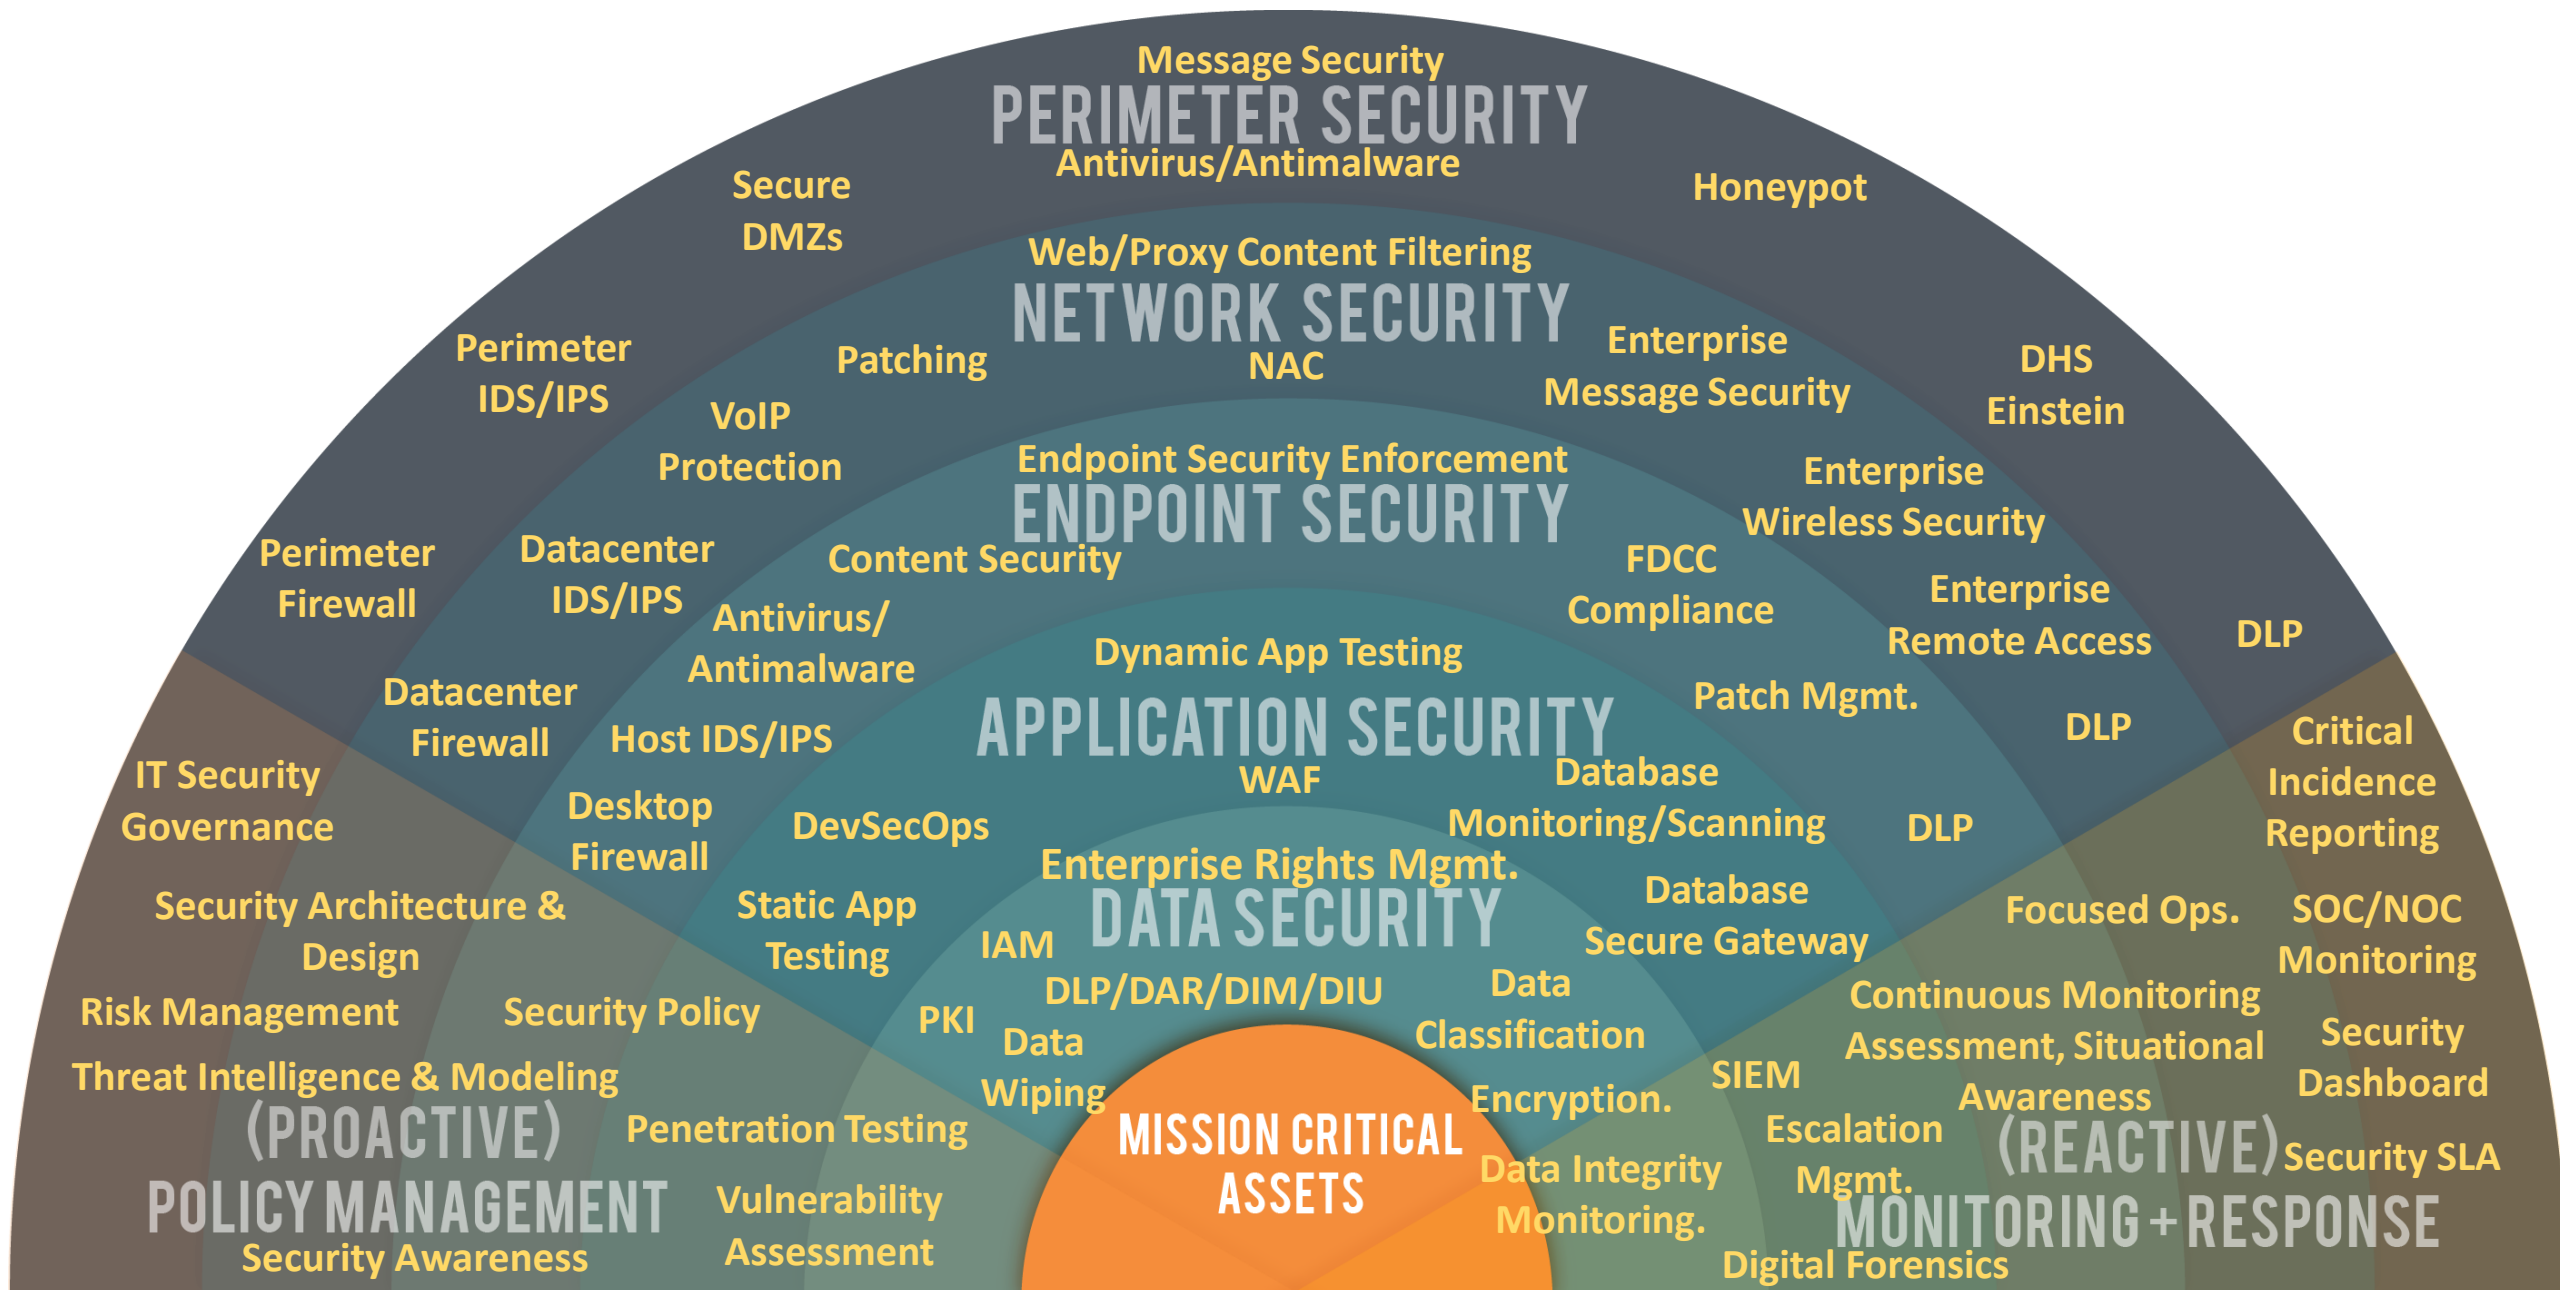 Message Security
PERIMETER SECURITY
Antivirus/Antimalware
Secure
DMZs
Honeypot
Perimeter
IDS/IPS
DHS
Einstein
Perimeter
Firewall
DLP
Web/Proxy Content Filtering
NETWORK SECURITY
NAC
Patching
Enterprise
Message Security
VoIP
Protection
Enterprise
Wireless Security
Datacenter
IDS/IPS
Enterprise
Remote Access
Datacenter
Firewall
DLP
Endpoint Security Enforcement
ENDPOINT SECURITY
Content Security
FDCC
Compliance
Antivirus/
Antimalware
Patch Mgmt.
Host IDS/IPS
Desktop
Firewall
DLP
Dynamic App Testing
APPLICATION SECURITY
WAF
Database
Monitoring/Scanning
DevSecOps
Static App
Testing
Database
Secure Gateway
Enterprise Rights Mgmt.
DATA SECURITY
IAM
DLP/DAR/DIM/DIU
Data
Classification
PKI
Data
Wiping
Encryption.
MISSION CRITICAL
ASSETS
IT Security
Governance
Security Architecture &
Design
Risk Management
Security Policy
Threat Intelligence & Modeling
(PROACTIVE)
POLICY MANAGEMENT
Penetration Testing
Security Awareness
Vulnerability
Assessment
Critical
Incidence
Reporting
Focused Ops.
SOC/NOC
Monitoring
Continuous Monitoring
Assessment, Situational
Awareness
Security
Dashboard
SIEM
Escalation
Mgmt.
(REACTIVE)
MONITORING + RESPONSE
Security SLA
Data Integrity
Monitoring.
Digital Forensics